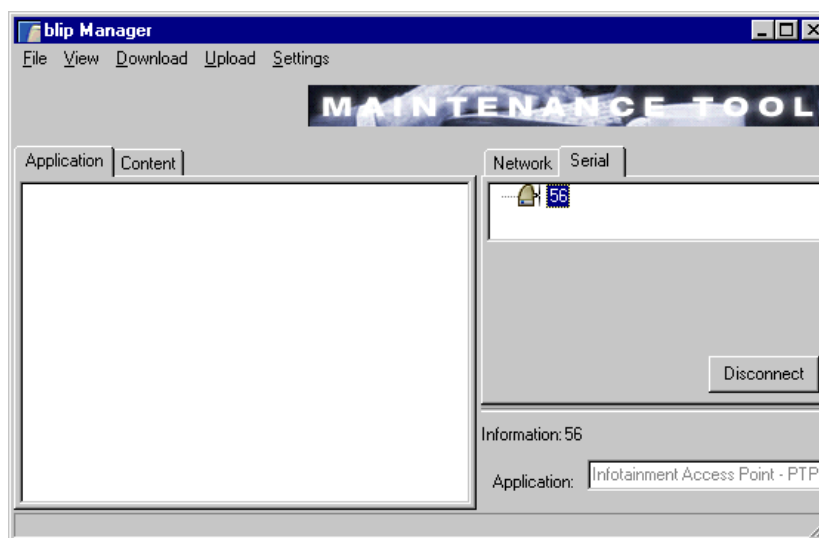 blip Manager
File View Download Upload Settings
MAINTENANCE TOOL
Application Content
Network Serial
56
Disconnect
Information: 56
Application: Infotainment Access Point - PTP